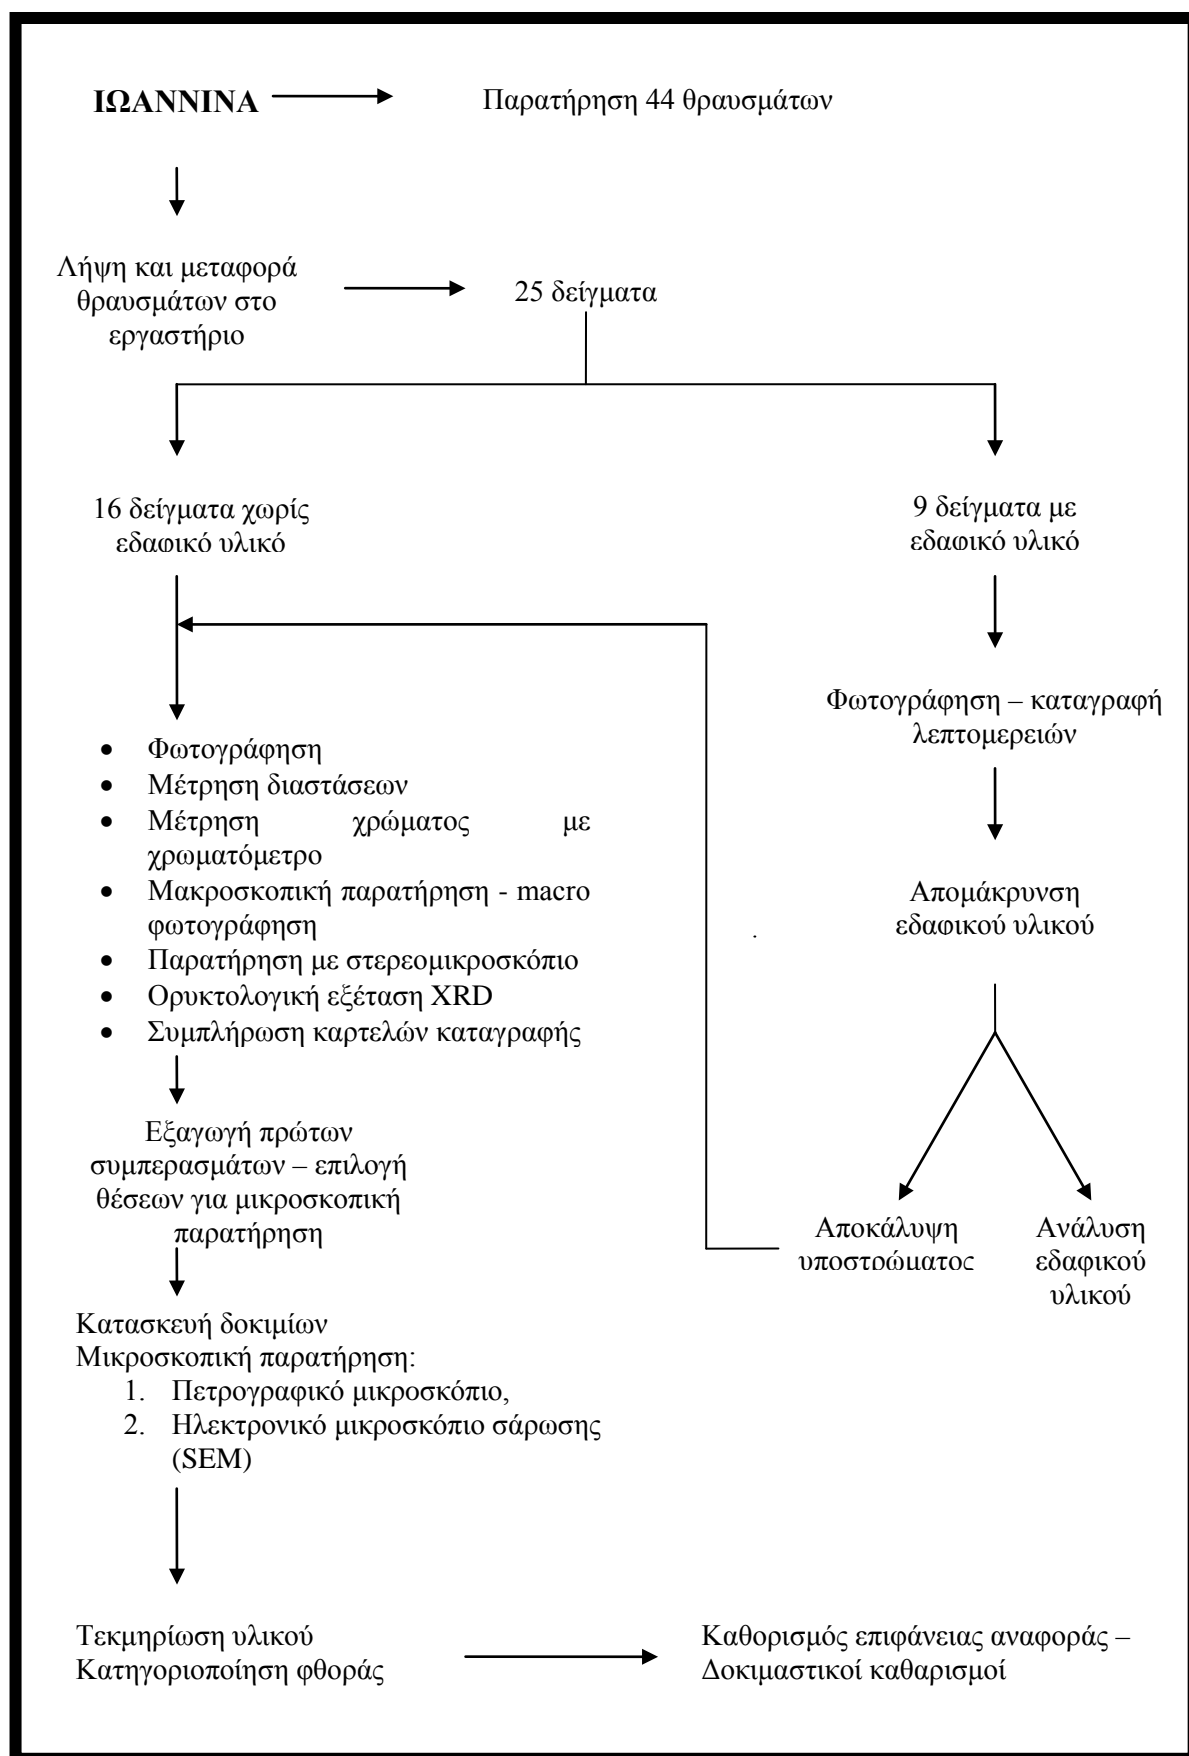 ΙΩΑΝΝΙΝΑ
Παρατήρηση 44 θραυσμάτων
Λήψη και μεταφορά
θραυσμάτων στο
εργαστήριο
25 δείγματα
16 δείγματα χωρίς
εδαφικό υλικό
9 δείγματα με
εδαφικό υλικό
Φωτογράφηση – καταγραφή
λεπτομερειών
• Φωτογράφηση
• Μέτρηση διαστάσεων
• Μέτρηση χρώματος με
χρωματόμετρο
• Μακροσκοπική παρατήρηση - macro
φωτογράφηση
• Παρατήρηση με στερεομικροσκόπιο
• Ορυκτολογική εξέταση XRD
• Συμπλήρωση καρτελών καταγραφής
Απομάκρυνση
εδαφικού υλικού
Εξαγωγή πρώτων
συμπερασμάτων – επιλογή
θέσεων για μικροσκοπική
παρατήρηση
Αποκάλυψη
υποστρώματος
Ανάλυση
εδαφικού
υλικού
Κατασκευή δοκιμίων
Μικροσκοπική παρατήρηση:
1. Πετρογραφικό μικροσκόπιο,
2. Ηλεκτρονικό μικροσκόπιο σάρωσης
(SEM)
Τεκμηρίωση υλικού
Κατηγοριοποίηση φθοράς
Καθορισμός επιφάνειας αναφοράς –
Δοκιμαστικοί καθαρισμοί